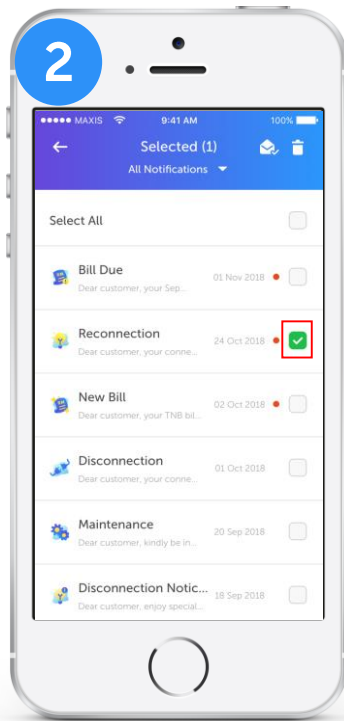 2
MAXIS 9:41 AM 100%
Selected (1)
All Notifications
Select All
Bill Due
Dear customer, your Sep...
01 Nov 2018
Reconnection
Dear customer, your conne...
24 Oct 2018
New Bill
Dear customer, your TNB bil...
02 Oct 2018
Disconnection
Dear customer, your conne...
01 Oct 2018
Maintenance
Dear customer, kindly be in...
20 Sep 2018
Disconnection Notic...
Dear customer, enjoy special...
18 Sep 2018